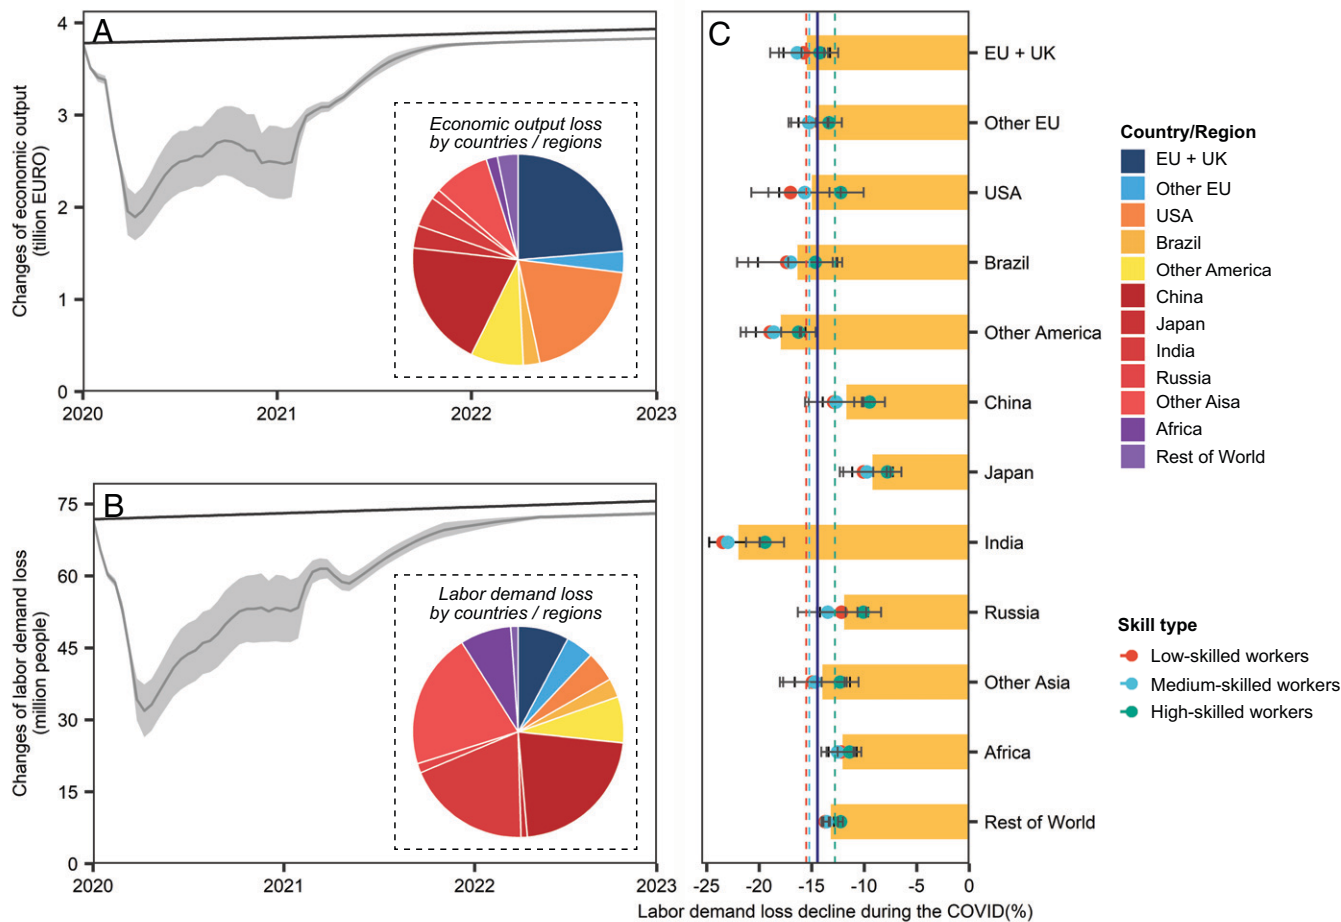 A
Changes of economic output
(tillion EURO)
4
3
2
1
0
2020
2021
2022
2023
Economic output loss
by countries / regions
B
Changes of labor demand loss
(million people)
75
60
45
30
15
0
2020
2021
2022
2023
Labor demand loss
by countries / regions
C
EU + UK
Other EU
USA
Brazil
Other America
China
Japan
India
Russia
Other Asia
Africa
Rest of World
-25
-20
-15
-10
-5
0
Labor demand loss decline during the COVID(%)
Country/Region
EU + UK
Other EU
USA
Brazil
Other America
China
Japan
India
Russia
Other Aisa
Africa
Rest of World
Skill type
Low-skilled workers
Medium-skilled workers
High-skilled workers